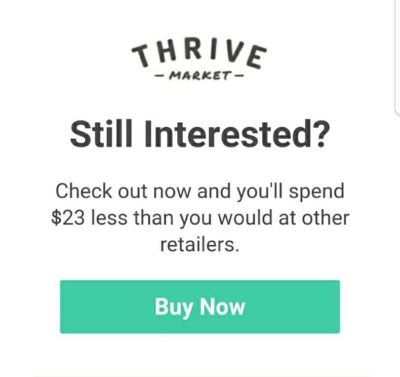 THRIVE
- MARKET -
Still Interested?
Check out now and you'll spend
$23 less than you would at other
retailers.
Buy Now